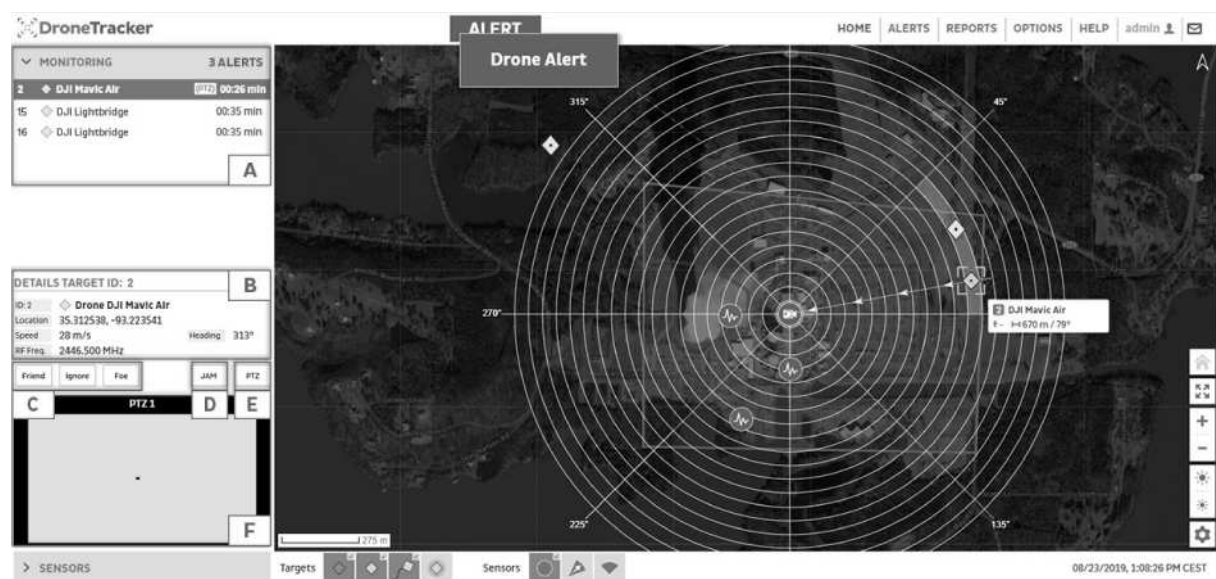 DroneTracker
ALERT
Drone Alert
HOME ALERTS REPORTS OPTIONS HELP admin
MONITORING 3 ALERTS
2 DJI Mavic Air (PTZ) 00:26 min
15 DJI Lightbridge 00:35 min
16 DJI Lightbridge 00:35 min
A
DETAILS TARGET ID: 2
B
ID: 2 Drone DJI Mavic Air
Location 35.312538, -93.223541
Speed 28 m/s Heading 313°
RF Freq. 2446.500 MHz
Friend Ignore Foe JAM PTZ
C D E
PTZ 1
F
SENSORS
315° 45°
270°
225° 135°
2 DJI Mavic Air
670 m / 79°
275 m
Targets Sensors
08/23/2019, 1:08:26 PM CEST